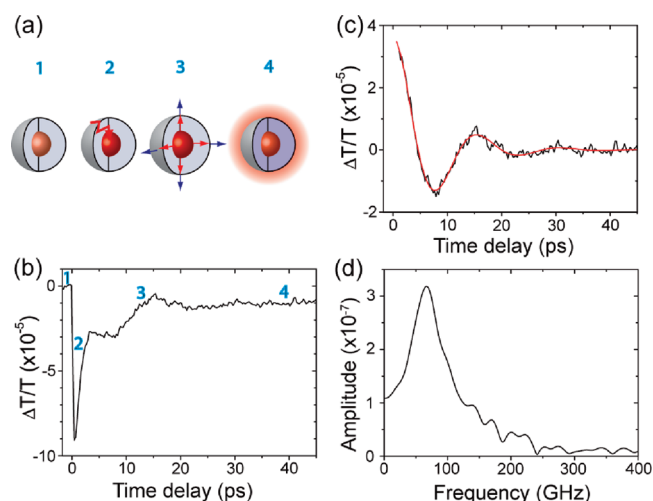 (a)
1 2 3 4
(b)
1
2
3
4
0
-5
-10
ΔT/T (x10⁻⁵)
0 10 20 30 40
Time delay (ps)
(c)
2
0
-2
ΔT/T (x10⁻⁵)
0 10 20 30 40
Time delay (ps)
(d)
3
2
1
0
Amplitude (x10⁻⁷)
0 100 200 300 400
Frequency (GHz)